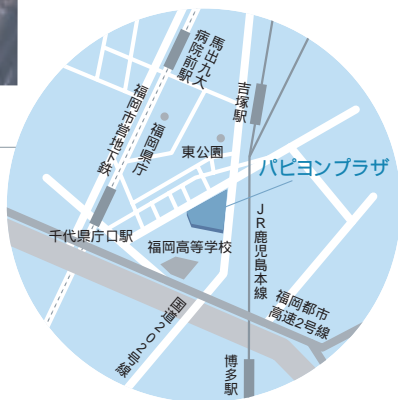 馬出九大
病院前駅
吉塚駅
福岡市営地下鉄
福岡県庁
東公園
パピヨンプラザ
千代県庁口駅
福岡高等学校
JR鹿児島本線
国道202号線
福岡都市
高速2号線
博多駅